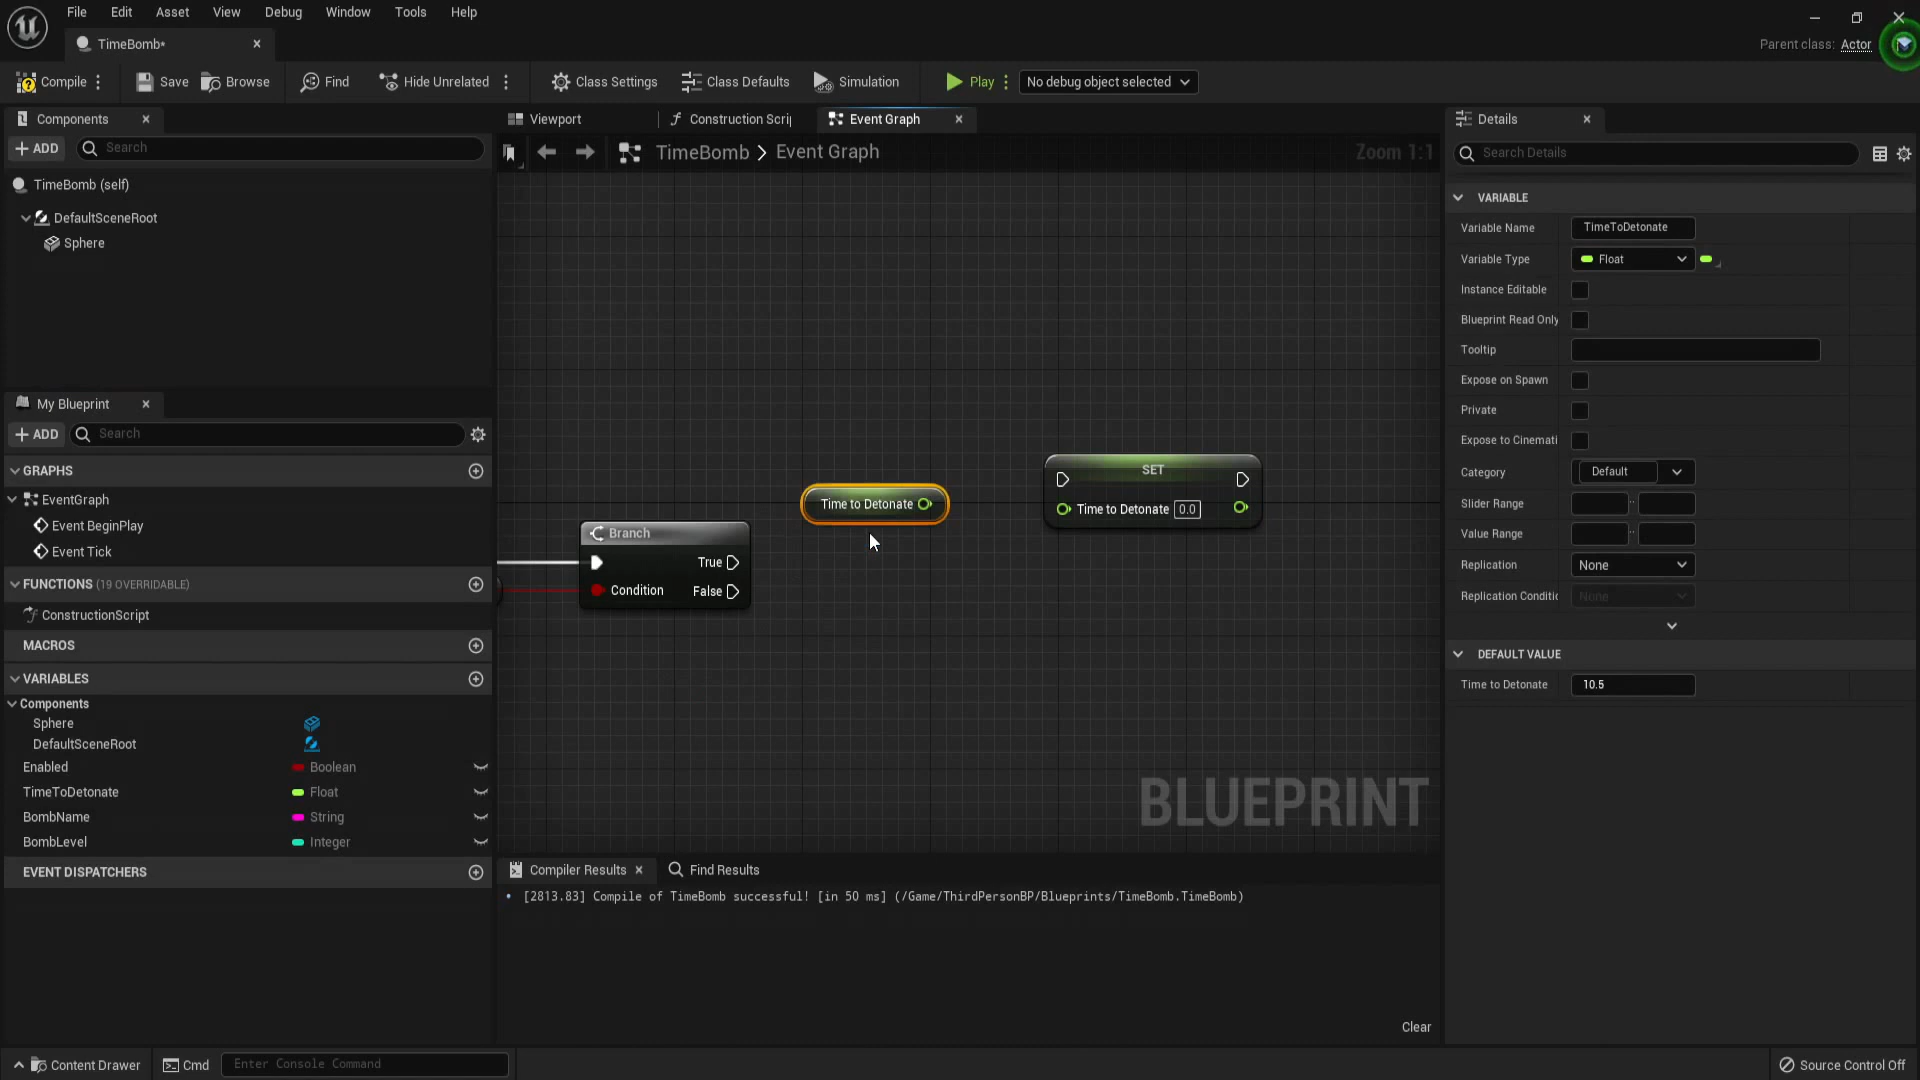 File Edit Asset View Debug Window Tools Help
TimeBomb*
Parent class: Actor
Compile Save Browse Find Hide Unrelated Class Settings Class Defaults Simulation Play No debug object selected
Components
ADD Search
TimeBomb (self)
DefaultSceneRoot
Sphere
My Blueprint
ADD Search
GRAPHS
EventGraph
Event BeginPlay
Event Tick
FUNCTIONS (19 OVERRIDABLE)
ConstructionScript
MACROS
VARIABLES
Components
Sphere
DefaultSceneRoot
Enabled Boolean
TimeToDetonate Float
BombName String
BombLevel Integer
EVENT DISPATCHERS
Viewport Construction Scrip Event Graph
TimeBomb > Event Graph Zoom 1:1
SET
Time to Detonate
Time to Detonate 0.0
Branch
True
Condition False
BLUEPRINT
Compiler Results Find Results
[2813.83] Compile of TimeBomb successful! [in 50 ms] (/Game/ThirdPersonBP/Blueprints/TimeBomb.TimeBomb)
Clear
Details
Search Details
VARIABLE
Variable Name TimeToDetonate
Variable Type Float
Instance Editable
Blueprint Read Only
Tooltip
Expose on Spawn
Private
Expose to Cinemati
Category Default
Slider Range
Value Range
Replication None
Replication Conditic None
DEFAULT VALUE
Time to Detonate 10.5
Content Drawer Cmd Enter Console Command Source Control Off